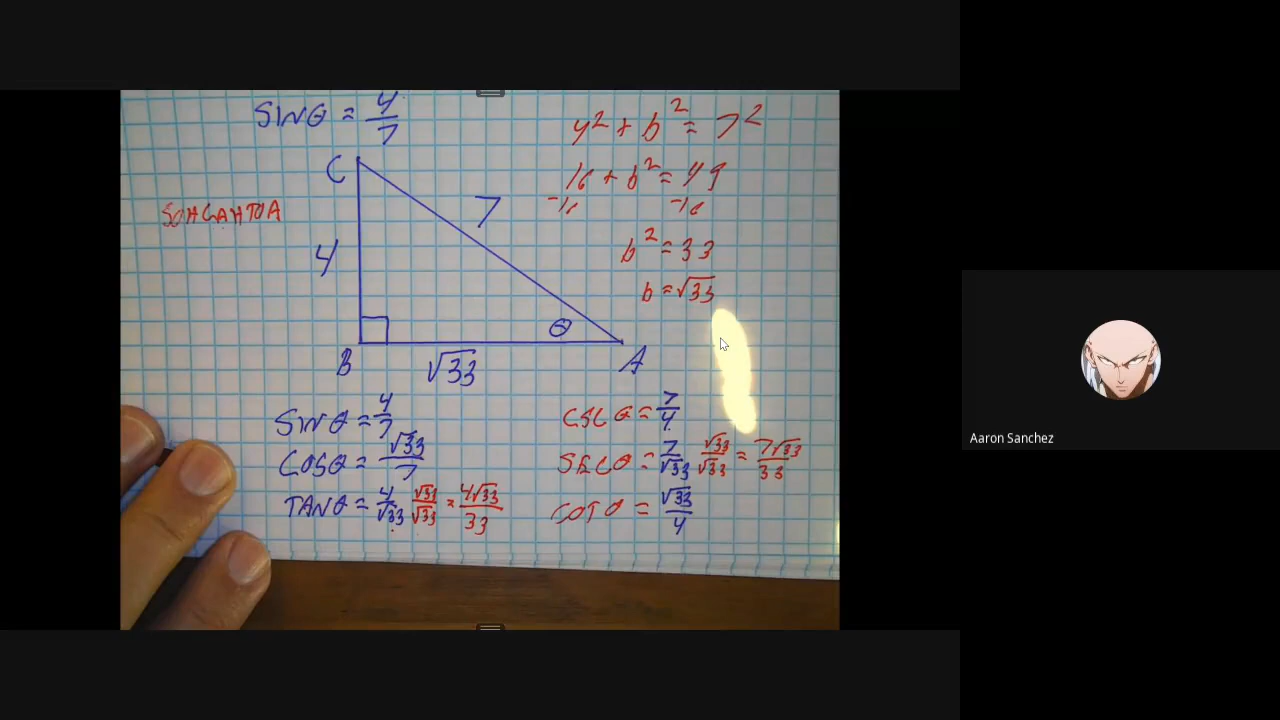 SINθ = 4/7
4² + b² = 7²
C
16 + b² = 49
-16 -16
SOHCAHTOA
7
4
b² = 33
b = √33
θ
B √33 A
SINθ = 4/7
CSCθ = 7/4
COSθ = √33/7
SECθ = 7/√33 √33/√33 = 7√33/33
TANθ = 4/√33 √33/√33 = 4√33/33
COTθ = √33/4
Aaron Sanchez